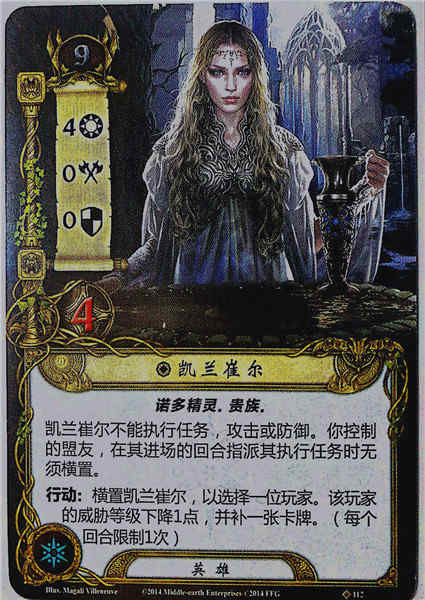 9
4
0
0
4
凯兰崔尔
诺多精灵. 贵族.
凯兰崔尔不能执行任务，攻击或防御。你控制
的盟友，在其进场的回合指派其执行任务时无
须横置。
行动: 横置凯兰崔尔，以选择一位玩家。该玩家
的威胁等级下降1点，并补一张卡牌。（每个
回合限制1次）
英雄
Illus. Magali Villeneuve ©2014 Middle-earth Enterprises ©2014 FFG 112